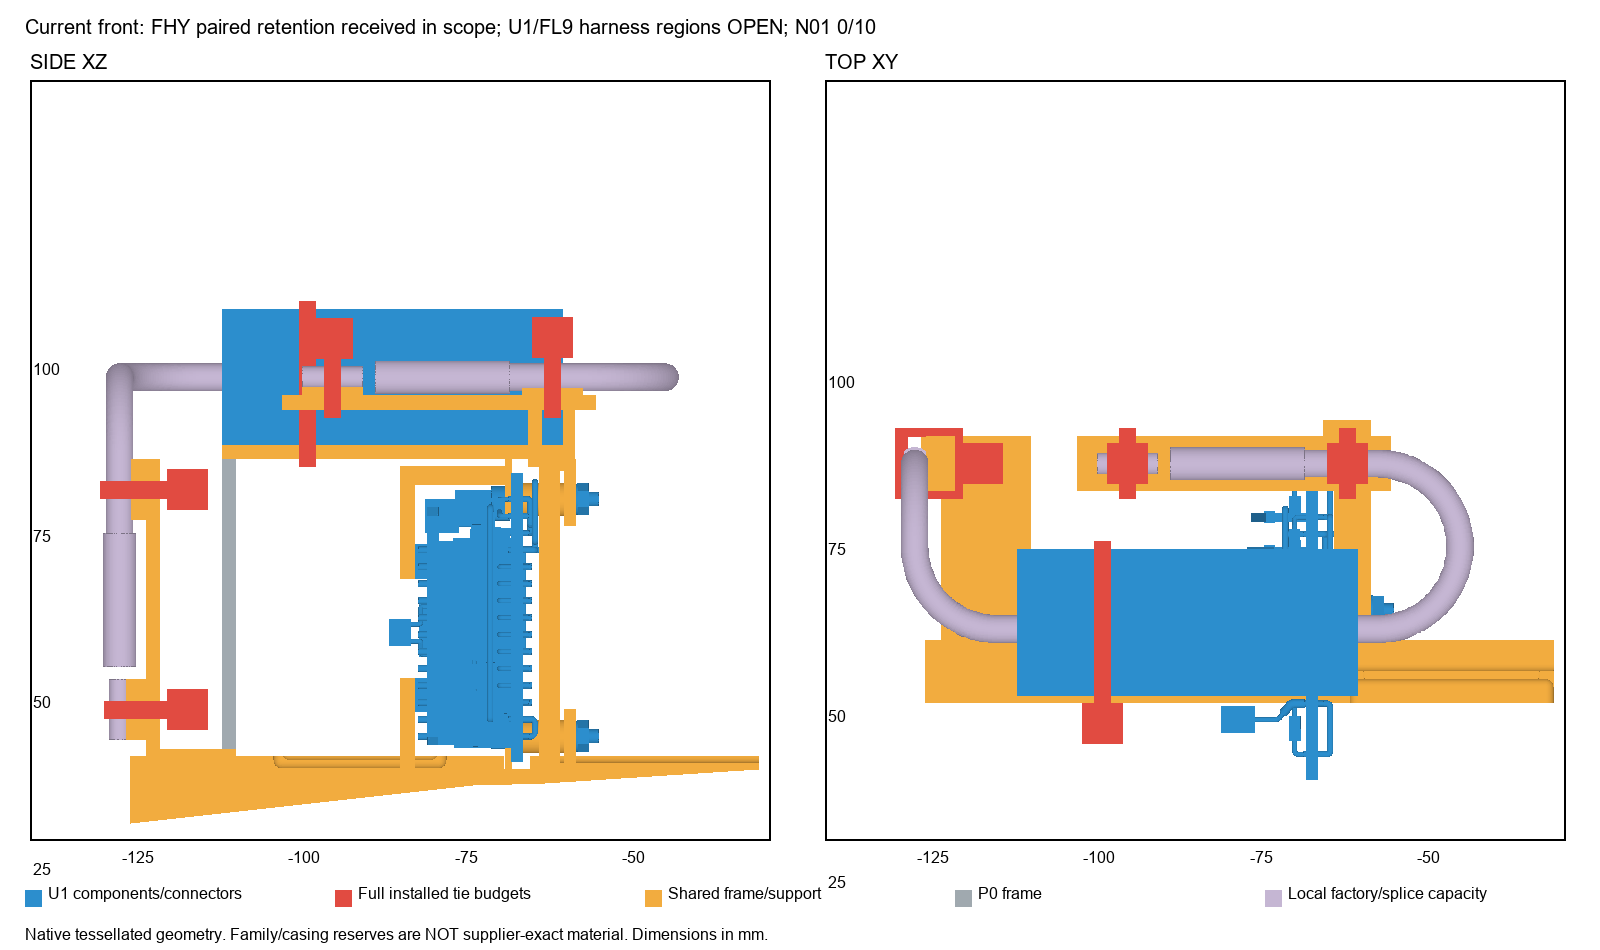 Current front: FHY paired retention received in scope; U1/FL9 harness regions OPEN; N01 0/10
SIDE XZ
TOP XY
100
75
50
25
-125
-100
-75
-50
100
75
50
25
-125
-100
-75
-50
U1 components/connectors
Full installed tie budgets
Shared frame/support
P0 frame
Local factory/splice capacity
Native tessellated geometry. Family/casing reserves are NOT supplier-exact material. Dimensions in mm.